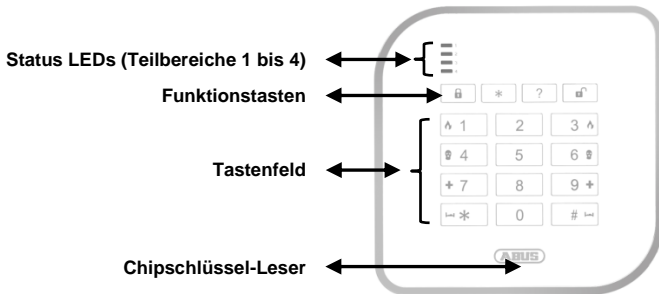 Status LEDs (Teilbereiche 1 bis 4)
Funktionstasten
* ?
1 2 3
Tastenfeld
4 5 6
+ 7 8 9 +
* 0 #
Chipschlüssel-Leser
ABUS